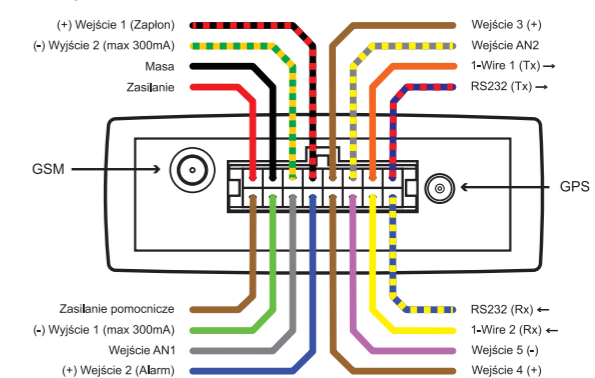 (+) Wejście 1 (Zapłon)
(-) Wyjście 2 (max 300mA)
Masa
Zasilanie
Wejście 3 (+)
Wejście AN2
1-Wire 1 (Tx) →
RS232 (Tx) →
GSM
GPS
Zasilanie pomocnicze
(-) Wyjście 1 (max 300mA)
Wejście AN1
(+) Wejście 2 (Alarm)
RS232 (Rx) ←
1-Wire 2 (Rx) ←
Wejście 5 (-)
Wejście 4 (+)